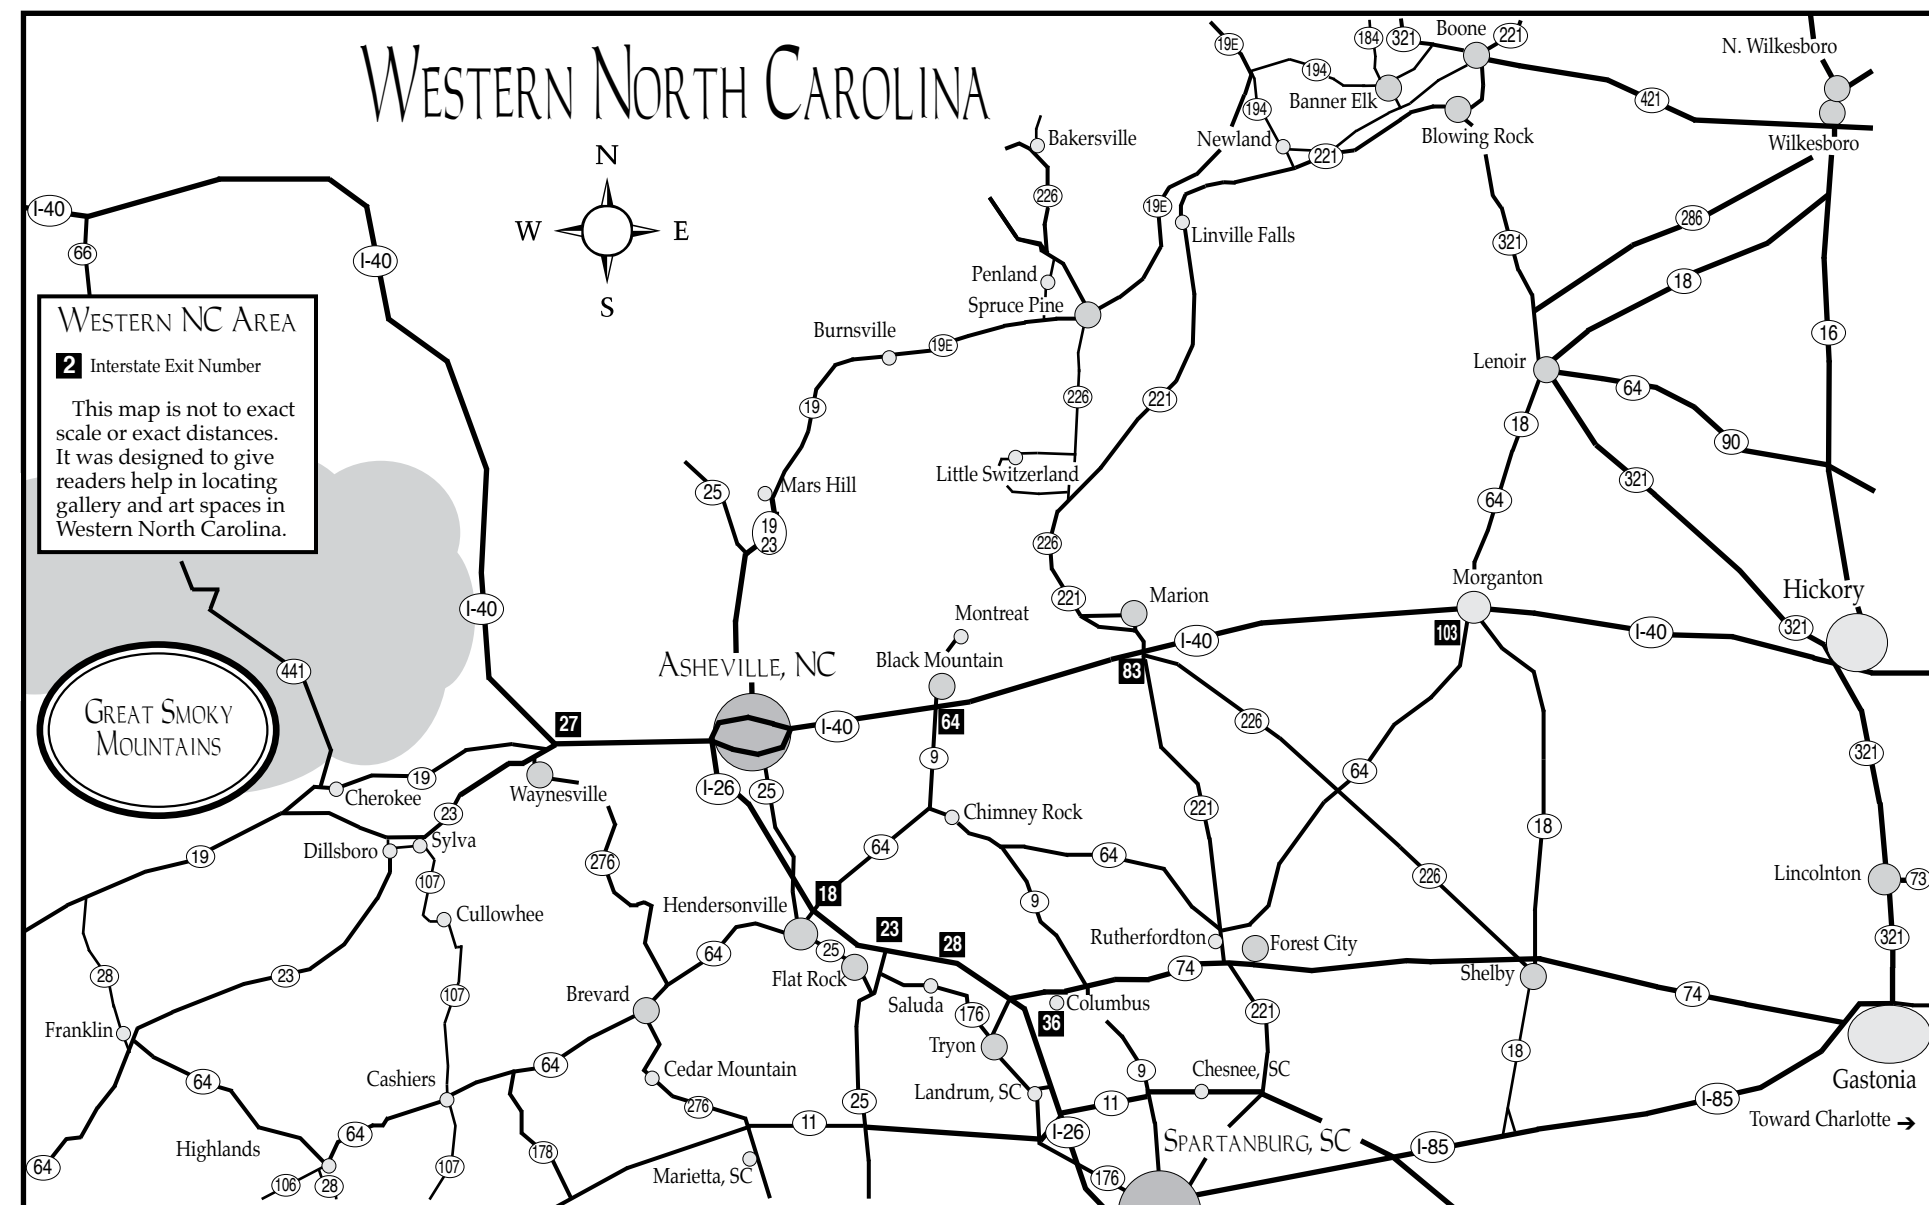 WESTERN NORTH CAROLINA
N
W
E
S
WESTERN NC AREA
2 Interstate Exit Number
This map is not to exact
scale or exact distances.
It was designed to give
readers help in locating
gallery and art spaces in
Western North Carolina.
GREAT SMOKY
MOUNTAINS
I-40
66
I-40
I-40
441
27
19E
194
184
321
Boone
221
N. Wilkesboro
194
Banner Elk
421
Newland
221
Blowing Rock
Wilkesboro
Bakersville
226
19E
Linville Falls
321
286
18
16
Penland
Spruce Pine
Burnsville
19E
19
226
221
Lenoir
64
18
90
Little Switzerland
25
Mars Hill
19
23
64
321
226
221
Marion
Morganton
Hickory
Montreat
Black Mountain
ASHEVILLE, NC
I-40
83
103
I-40
321
I-40
64
226
321
9
64
Cherokee
19
Waynesville
I-26
25
Chimney Rock
221
18
23
Dillsboro
Sylva
19
107
276
64
64
226
Lincolnton
73
18
Hendersonville
9
Cullowhee
64
25
23
28
Rutherfordton
Forest City
321
28
23
107
Brevard
Flat Rock
Saluda
74
Shelby
74
Columbus
176
36
221
Franklin
Tryon
18
64
Cashiers
64
Cedar Mountain
Landrum, SC
9
Chesnee, SC
Gastonia
276
25
11
I-85
Toward Charlotte ➔
11
I-26
SPARTANBURG, SC
I-85
64
Highlands
64
106
28
107
178
Marietta, SC
176